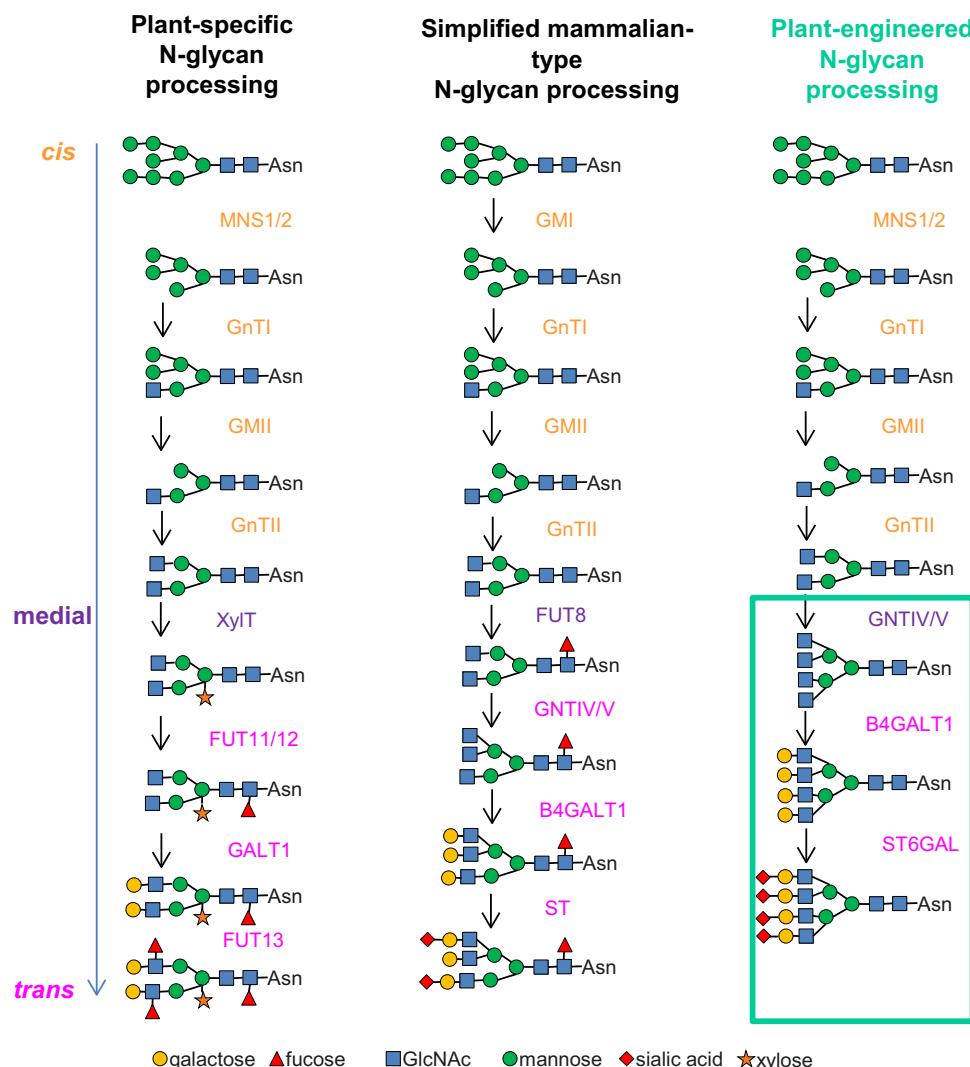 Plant-specific
N-glycan
processing
Simplified mammalian-
type
N-glycan processing
Plant-engineered
N-glycan
processing
cis
Asn
Asn
Asn
MNS1/2
GMI
MNS1/2
Asn
Asn
Asn
GnTI
GnTI
GnTI
Asn
Asn
Asn
GMII
GMII
GMII
Asn
Asn
Asn
GnTII
GnTII
GnTII
Asn
Asn
Asn
medial
XylT
FUT8
GNTIV/V
Asn
Asn
Asn
FUT11/12
GNTIV/V
B4GALT1
Asn
Asn
Asn
GALT1
B4GALT1
ST6GAL
Asn
Asn
Asn
FUT13
ST
trans
Asn
Asn
galactose
fucose
GlcNAc
mannose
sialic acid
xylose